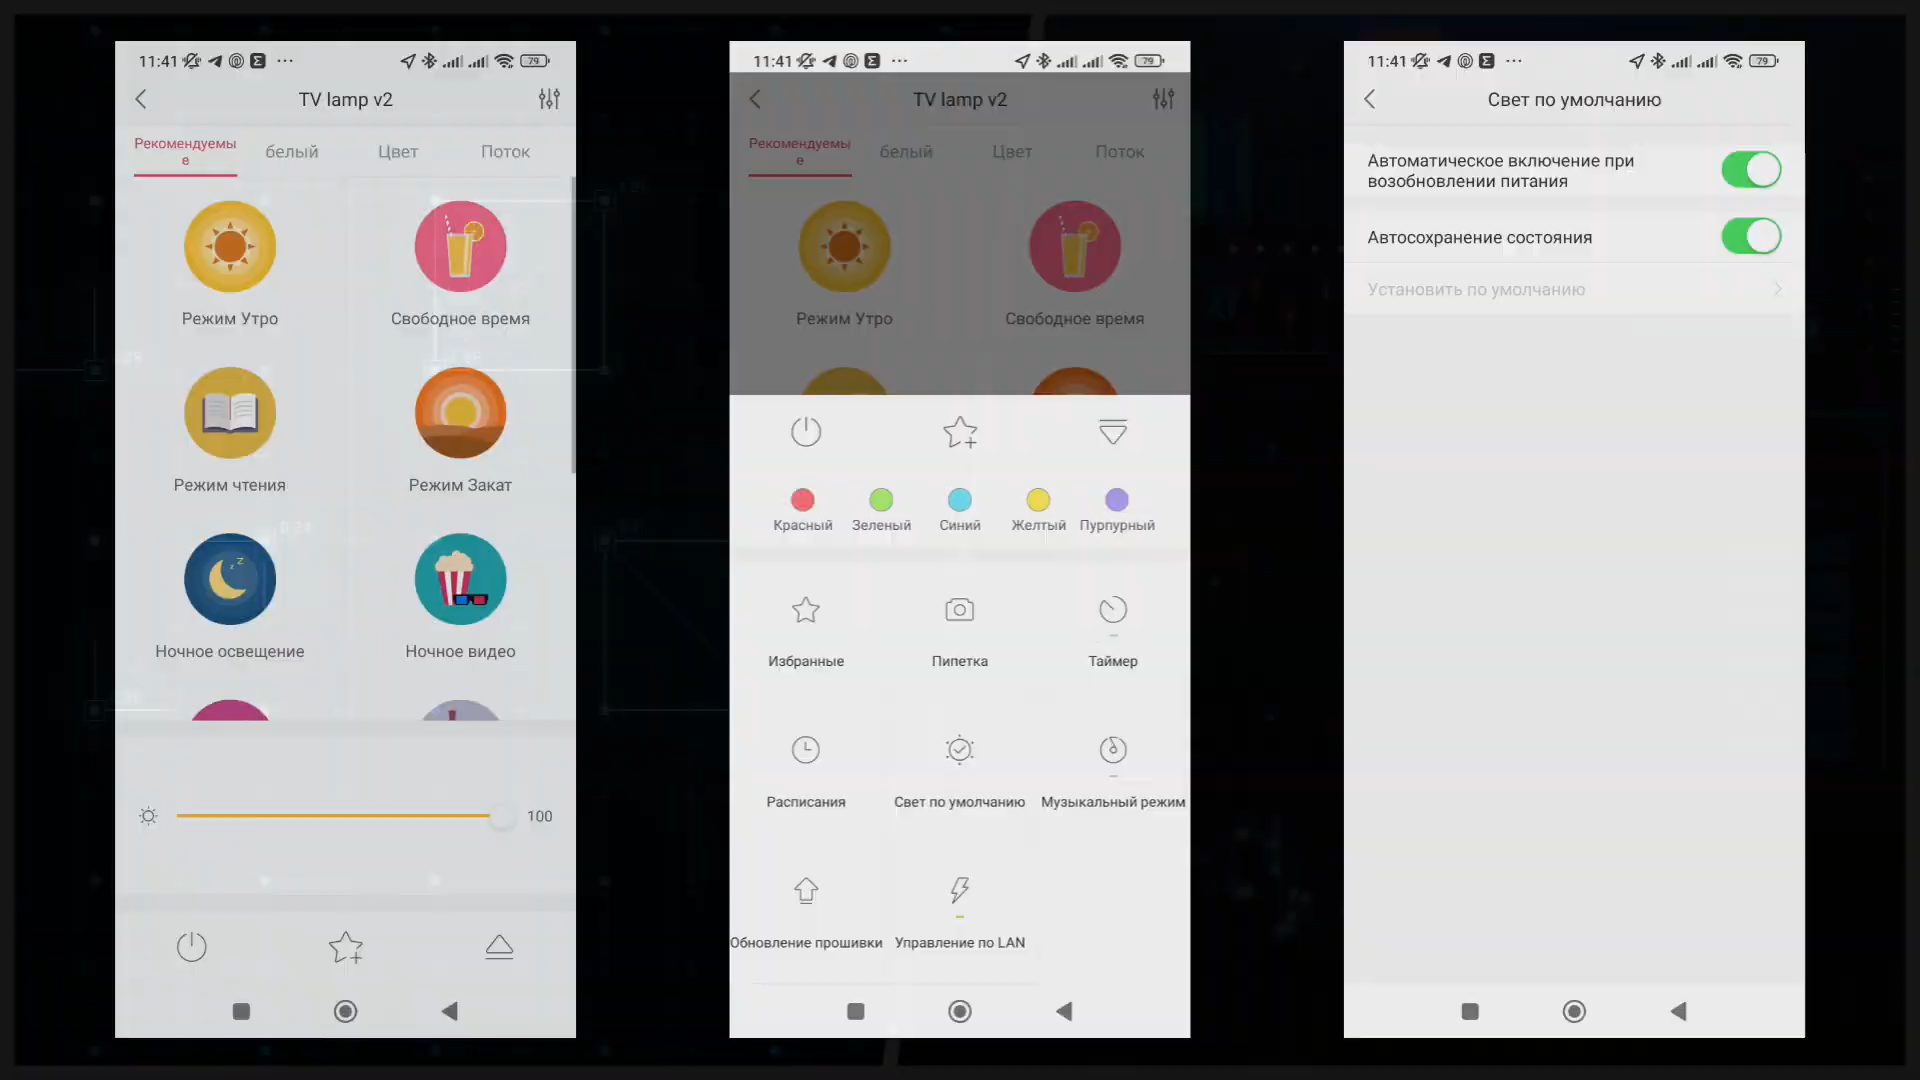 11:41
79
TV lamp v2
Рекомендуемы
е
белый
Цвет
Поток
Режим Утро
Свободное время
Режим чтения
Режим Закат
Ночное освещение
Ночное видео
100
11:41
79
TV lamp v2
Рекомендуемы
е
белый
Цвет
Поток
Режим Утро
Свободное время
Красный
Зеленый
Синий
Желтый
Пурпурный
Избранные
Пипетка
Таймер
Расписания
Свет по умолчанию
Музыкальный режим
Обновление прошивки
Управление по LAN
11:41
79
Свет по умолчанию
Автоматическое включение при
возобновлении питания
Автосохранение состояния
Установить по умолчанию